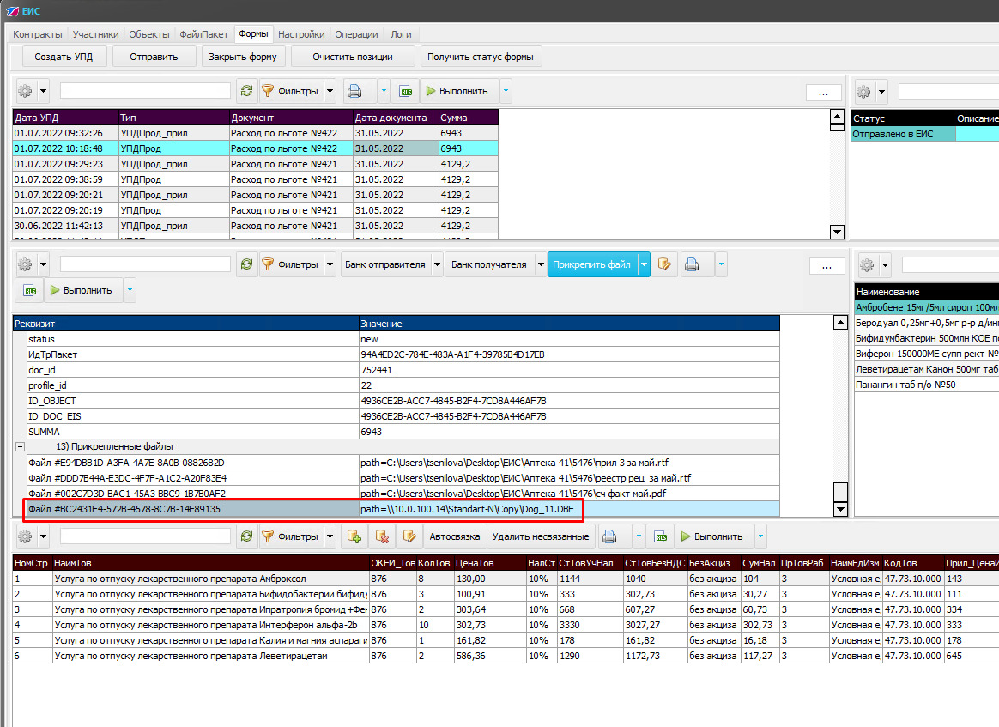 ЕИС
Контракты Участники Объекты ФайлПакет Формы Настройки Операции Логи
Создать УПД Отправить Закрыть форму Очистить позиции Получить статус формы
Фильтры Выполнить ...
Дата УПД Тип Документ Дата документа Сумма
01.07.2022 09:32:26 УПДПрод_прил Расход по льготе №422 31.05.2022 6943
01.07.2022 10:18:48 УПДПрод Расход по льготе №422 31.05.2022 6943
01.07.2022 09:29:23 УПДПрод_прил Расход по льготе №421 31.05.2022 4129,2
01.07.2022 09:38:59 УПДПрод Расход по льготе №421 31.05.2022 4129,2
01.07.2022 09:20:21 УПДПрод_прил Расход по льготе №421 31.05.2022 4129,2
01.07.2022 09:20:19 УПДПрод Расход по льготе №421 31.05.2022 4129,2
30.06.2022 11:42:13 УПДПрод_прил Расход по льготе №421 31.05.2022 4129,2
Статус Описание
Отправлено в ЕИС
Фильтры Банк отправителя Банк получателя Прикрепить файл ...
XLS Выполнить
Реквизит Значение
status new
ИдТрПакет 94A4ED2C-784E-483A-A1F4-39785B4D17EB
doc_id 752441
profile_id 22
ID_OBJECT 4936CE2B-ACC7-4845-B2F4-7CD8A446AF7B
ID_DOC_EIS 4936CE2B-ACC7-4845-B2F4-7CD8A446AF7B
SUMMA 6943
13) Прикрепленные файлы
Файл #E94DBB1D-A3FA-4A7E-8A0B-0882682D path=C:\Users\tsenilova\Desktop\ЕИС\Аптека 41\5476\прил 3 за май.rtf
Файл #DDD7B44A-E3DC-4F7F-A1C2-A20F83E4 path=C:\Users\tsenilova\Desktop\ЕИС\Аптека 41\5476\реестр рец за май.rtf
Файл #002C7D3D-BAC1-45A3-BBC9-1B7B0AF2 path=C:\Users\tsenilova\Desktop\ЕИС\Аптека 41\5476\сч факт май.pdf
Файл #BC2431F4-572B-4578-8C7B-14F89135 path=\\10.0.100.14\Standart-N\Copy\Dog_11.DBF
Наименование
Амбробене 15мг/5мл сироп 100мл
Беродуал 0,25мг+0,5мг р-р д/ин
Бифидумбактерин 500млн КОЕ по
Виферон 150000МЕ супп рект №
Леветирацетам Канон 500мг таб
Панангин таб п/о №50
Фильтры Автосвязка Удалить несвязанные XLS Выполнить
НомСтр НаимТов ОКЕИ_Тов КолТов ЦенаТов НалСт СтТовУчНал СтТовБезНДС БезАкциз СумНал ПрТовРаб НаимЕдИзм КодТов Прил_ЦенаИ
1 Услуга по отпуску лекарственного препарата Амброксол 876 8 130,00 10% 1144 1040 без акциза 104 3 Условная е 47.73.10.000 143
2 Услуга по отпуску лекарственного препарата Бифидобактерии бифиду 876 3 100,91 10% 333 302,73 без акциза 30,27 3 Условная е 47.73.10.000 111
3 Услуга по отпуску лекарственного препарата Ипратропия бромид+Фен 876 2 303,64 10% 668 607,27 без акциза 60,73 3 Условная е 47.73.10.000 334
4 Услуга по отпуску лекарственного препарата Интерферон альфа-2b 876 10 302,73 10% 3330 3027,27 без акциза 302,73 3 Условная е 47.73.10.000 333
5 Услуга по отпуску лекарственного препарата Калия и магния аспараги 876 1 161,82 10% 178 161,82 без акциза 16,18 3 Условная е 47.73.10.000 178
6 Услуга по отпуску лекарственного препарата Леветирацетам 876 2 586,36 10% 1290 1172,73 без акциза 117,27 3 Условная е 47.73.10.000 645